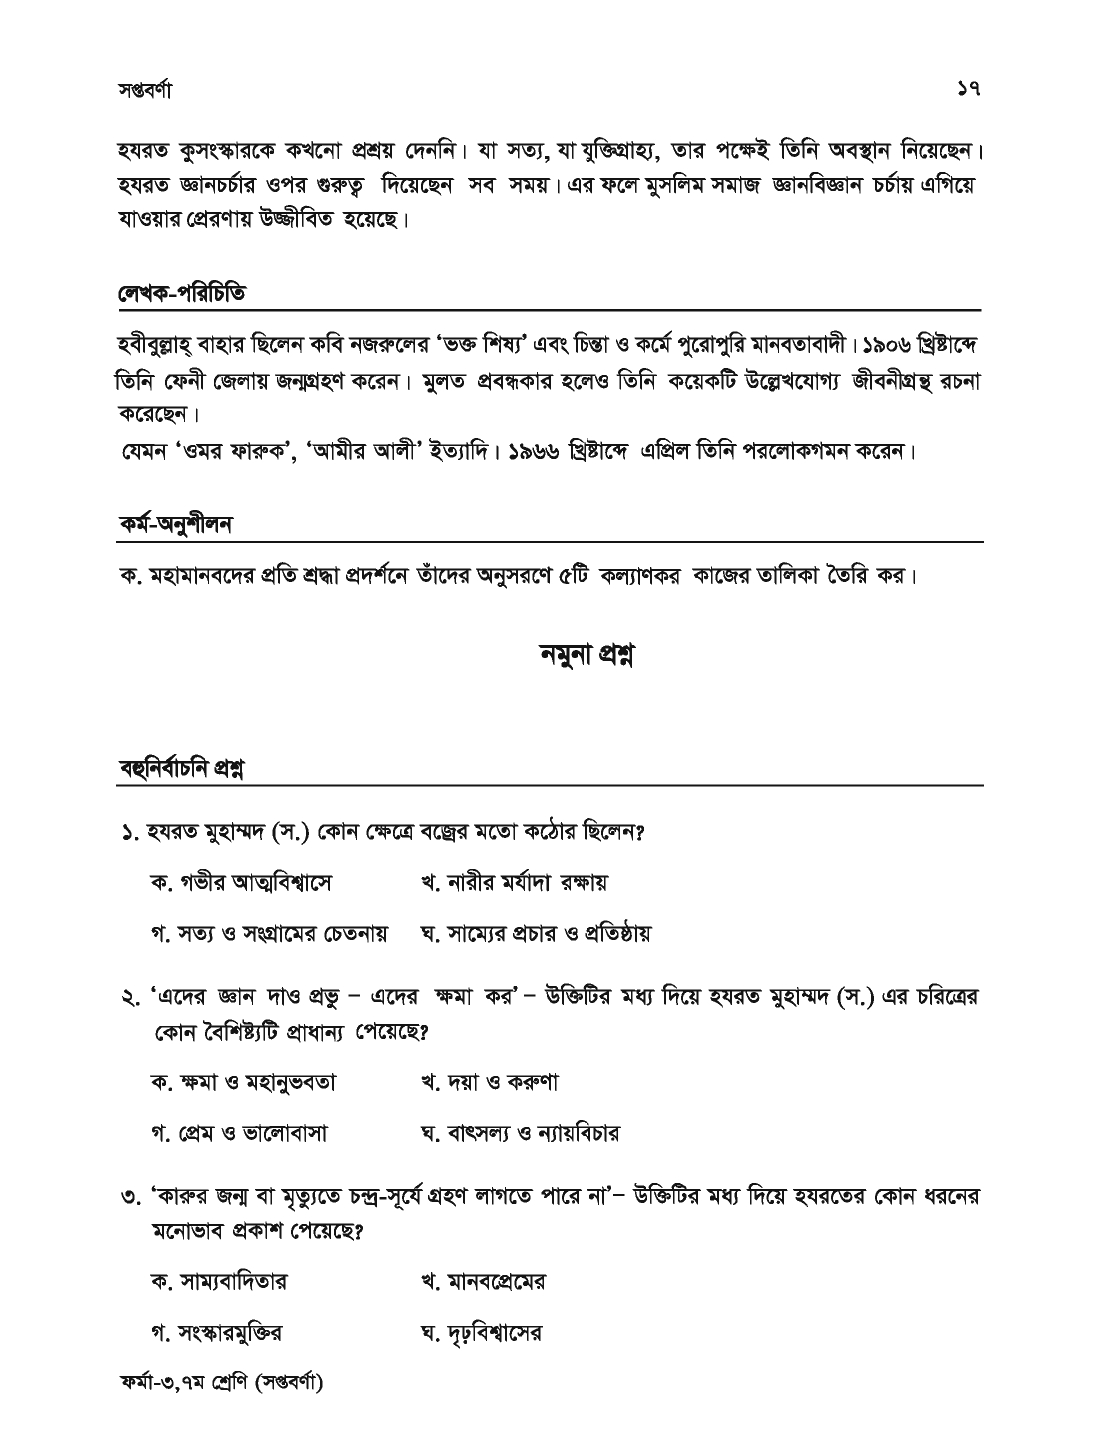 সপ্তবর্ণা
১৭
হযরত কুসংস্কারকে কখনো প্রশ্রয় দেননি। যা সত্য, যা যুক্তিগ্রাহ্য, তার পক্ষেই তিনি অবস্থান নিয়েছেন।
হযরত জ্ঞানচর্চার ওপর গুরুত্ব দিয়েছেন সব সময়। এর ফলে মুসলিম সমাজ জ্ঞানবিজ্ঞান চর্চায় এগিয়ে
যাওয়ার প্রেরণায় উজ্জীবিত হয়েছে।
লেখক-পরিচিতি
হবীবুল্লাহ্ বাহার ছিলেন কবি নজরুলের ‘ভক্ত শিষ্য’ এবং চিন্তা ও কর্মে পুরোপুরি মানবতাবাদী। ১৯০৬ খ্রিষ্টাব্দে
তিনি ফেনী জেলায় জন্মগ্রহণ করেন। মুলত প্রবন্ধকার হলেও তিনি কয়েকটি উল্লেখযোগ্য জীবনীগ্রন্থ রচনা
করেছেন।
যেমন ‘ওমর ফারুক’, ‘আমীর আলী’ ইত্যাদি। ১৯৬৬ খ্রিষ্টাব্দে এপ্রিল তিনি পরলোকগমন করেন।
কর্ম-অনুশীলন
ক. মহামানবদের প্রতি শ্রদ্ধা প্রদর্শনে তাঁদের অনুসরণে ৫টি কল্যাণকর কাজের তালিকা তৈরি কর।
নমুনা প্রশ্ন
বহুনির্বাচনি প্রশ্ন
১. হযরত মুহাম্মদ (স.) কোন ক্ষেত্রে বজ্রের মতো কঠোর ছিলেন?
ক. গভীর আত্মবিশ্বাসে খ. নারীর মর্যাদা রক্ষায়
গ. সত্য ও সংগ্রামের চেতনায় ঘ. সাম্যের প্রচার ও প্রতিষ্ঠায়
২. ‘এদের জ্ঞান দাও প্রভু – এদের ক্ষমা কর’ – উক্তিটির মধ্য দিয়ে হযরত মুহাম্মদ (স.) এর চরিত্রের
কোন বৈশিষ্ট্যটি প্রাধান্য পেয়েছে?
ক. ক্ষমা ও মহানুভবতা খ. দয়া ও করুণা
গ. প্রেম ও ভালোবাসা ঘ. বাৎসল্য ও ন্যায়বিচার
৩. ‘কারুর জন্ম বা মৃত্যুতে চন্দ্র-সূর্যে গ্রহণ লাগতে পারে না’– উক্তিটির মধ্য দিয়ে হযরতের কোন ধরনের
মনোভাব প্রকাশ পেয়েছে?
ক. সাম্যবাদিতার খ. মানবপ্রেমের
গ. সংস্কারমুক্তির ঘ. দৃঢ়বিশ্বাসের
ফর্মা-৩,৭ম শ্রেণি (সপ্তবর্ণা)